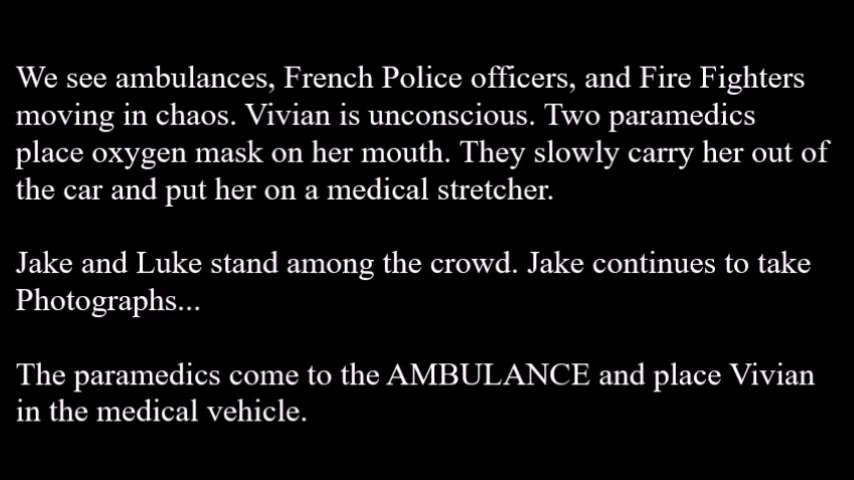 We see ambulances, French Police officers, and Fire Fighters
moving in chaos. Vivian is unconscious. Two paramedics
place oxygen mask on her mouth. They slowly carry her out of
the car and put her on a medical stretcher.
Jake and Luke stand among the crowd. Jake continues to take
Photographs...
The paramedics come to the AMBULANCE and place Vivian
in the medical vehicle.